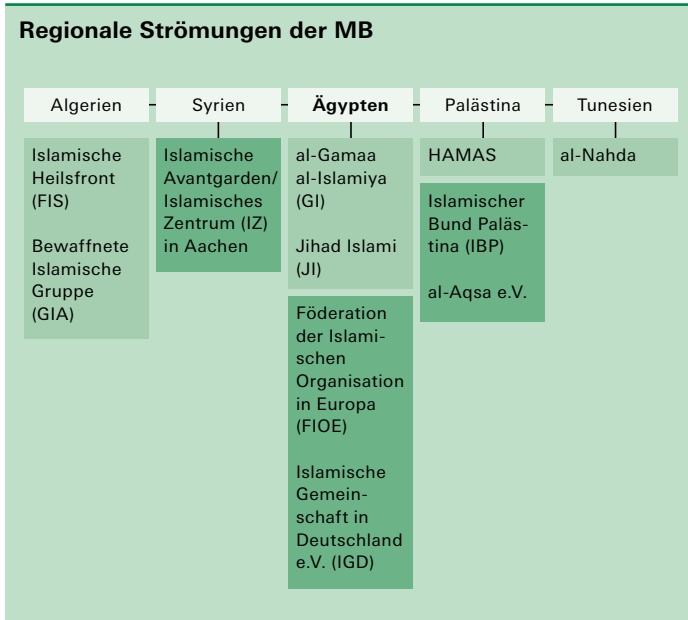 Regionale Strömungen der MB
Algerien
Syrien
Ägypten
Palästina
Tunesien
Islamische
Heilsfront
(FIS)
Bewaffnete
Islamische
Gruppe
(GIA)
Islamische
Avantgarden/
Islamisches
Zentrum (IZ)
in Aachen
al-Gamaa
al-Islamiya
(GI)
Jihad Islami
(JI)
Föderation
der Islami-
schen
Organisation
in Europa
(FIOE)
Islamische
Gemein-
schaft in
Deutschland
e.V. (IGD)
HAMAS
Islamischer
Bund Paläs-
tina (IBP)
al-Aqsa e.V.
al-Nahda